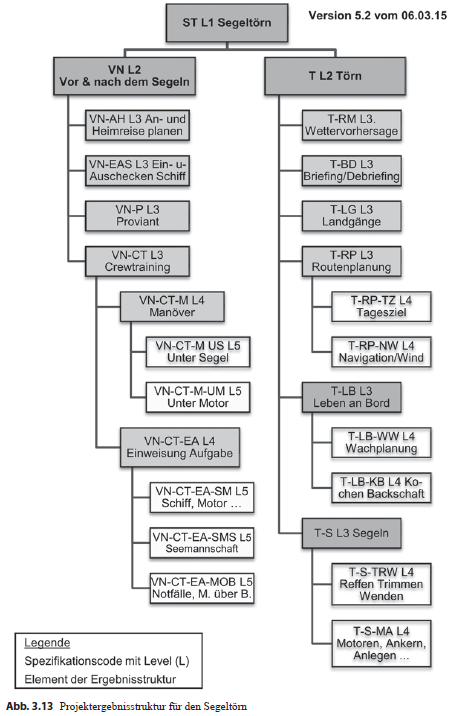 ST L1 Segeltörn
Version 5.2 vom 06.03.15
VN L2
Vor & nach dem Segeln
VN-AH L3 An- und
Heimreise planen
VN-EAS L3 Ein- u-
Auschecken Schiff
VN-P L3
Proviant
VN-CT L3
Crewtraining
VN-CT-M L4
Manöver
VN-CT-M US L5
Unter Segel
VN-CT-M-UM L5
Unter Motor
VN-CT-EA L4
Einweisung Aufgabe
VN-CT-EA-SM L5
Schiff, Motor ...
VN-CT-EA-SMS L5
Seemannschaft
VN-CT-EA-MOB L5
Notfälle, M. über B.
T L2 Törn
T-RM L3.
Wettervorhersage
T-BD L3
Briefing/Debriefing
T-LG L3
Landgänge
T-RP L3
Routenplanung
T-RP-TZ L4
Tagesziel
T-RP-NW L4
Navigation/Wind
T-LB L3
Leben an Bord
T-LB-WW L4
Wachplanung
T-LB-KB L4 Ko-
chen Backschaft
T-S L3 Segeln
T-S-TRW L4
Reffen Trimmen
Wenden
T-S-MA L4
Motoren, Ankern,
Anlegen ...
Legende
Spezifikationscode mit Level (L)
Element der Ergebnisstruktur
Abb. 3.13 Projektergebnisstruktur für den Segeltörn